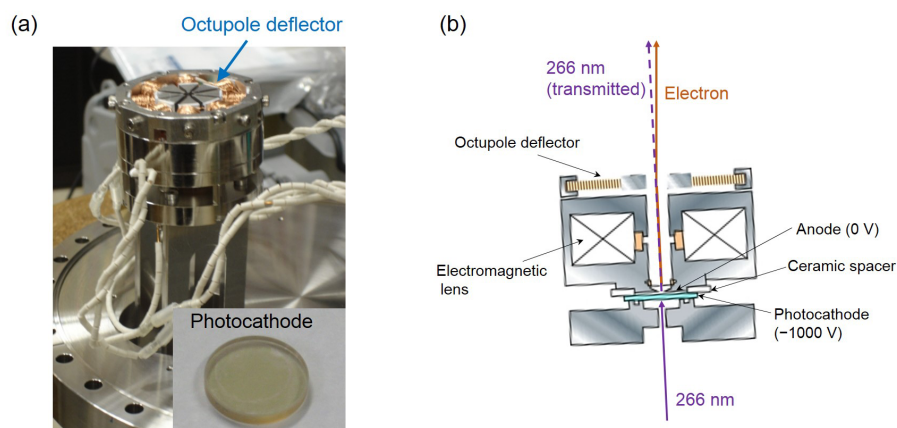 (a)
Octupole deflector
Photocathode
(b)
266 nm
(transmitted)
Electron
Octupole deflector
Anode (0 V)
Ceramic spacer
Electromagnetic
lens
Photocathode
(−1000 V)
266 nm